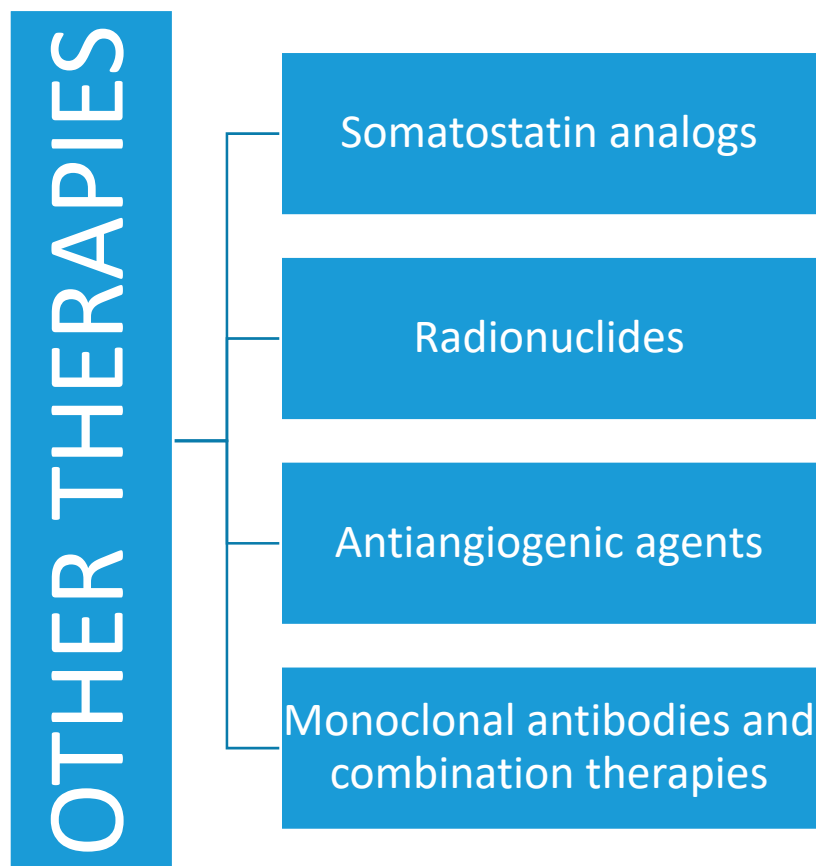 OTHER THERAPIES
Somatostatin analogs
Radionuclides
Antiangiogenic agents
Monoclonal antibodies and
combination therapies